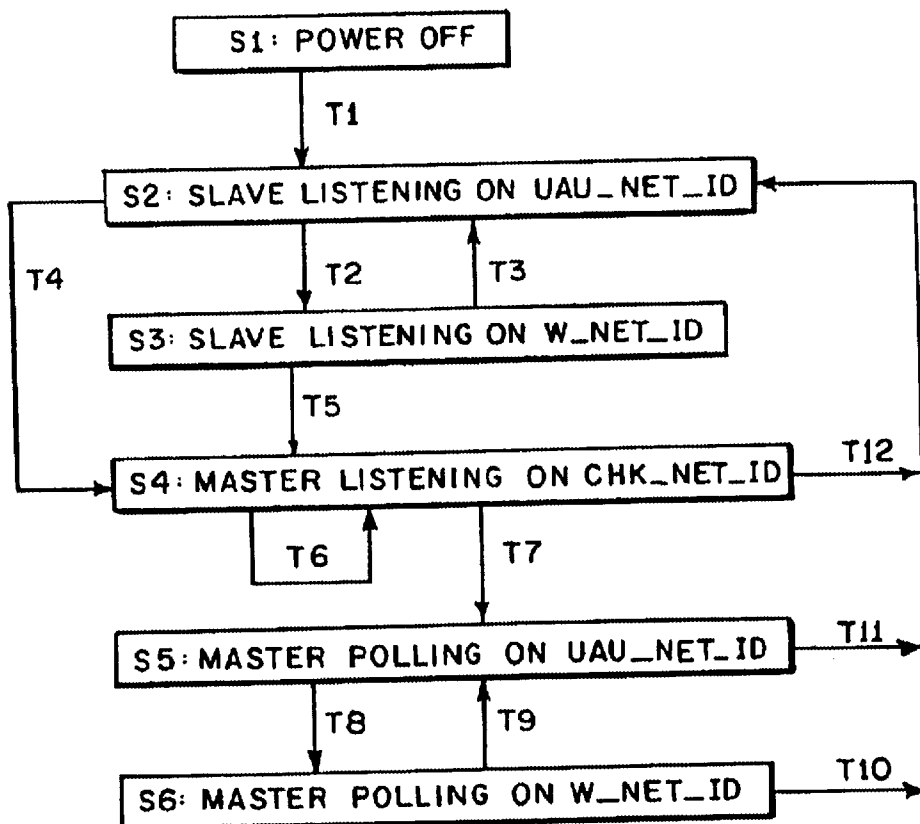 S1: POWER OFF
T1
S2: SLAVE LISTENING ON UAU_NET_ID
T4
T2
T3
S3: SLAVE LISTENING ON W_NET_ID
T5
T12
S4: MASTER LISTENING ON CHK_NET_ID
T6
T7
T11
S5: MASTER POLLING ON UAU_NET_ID
T8
T9
T10
S6: MASTER POLLING ON W_NET_ID